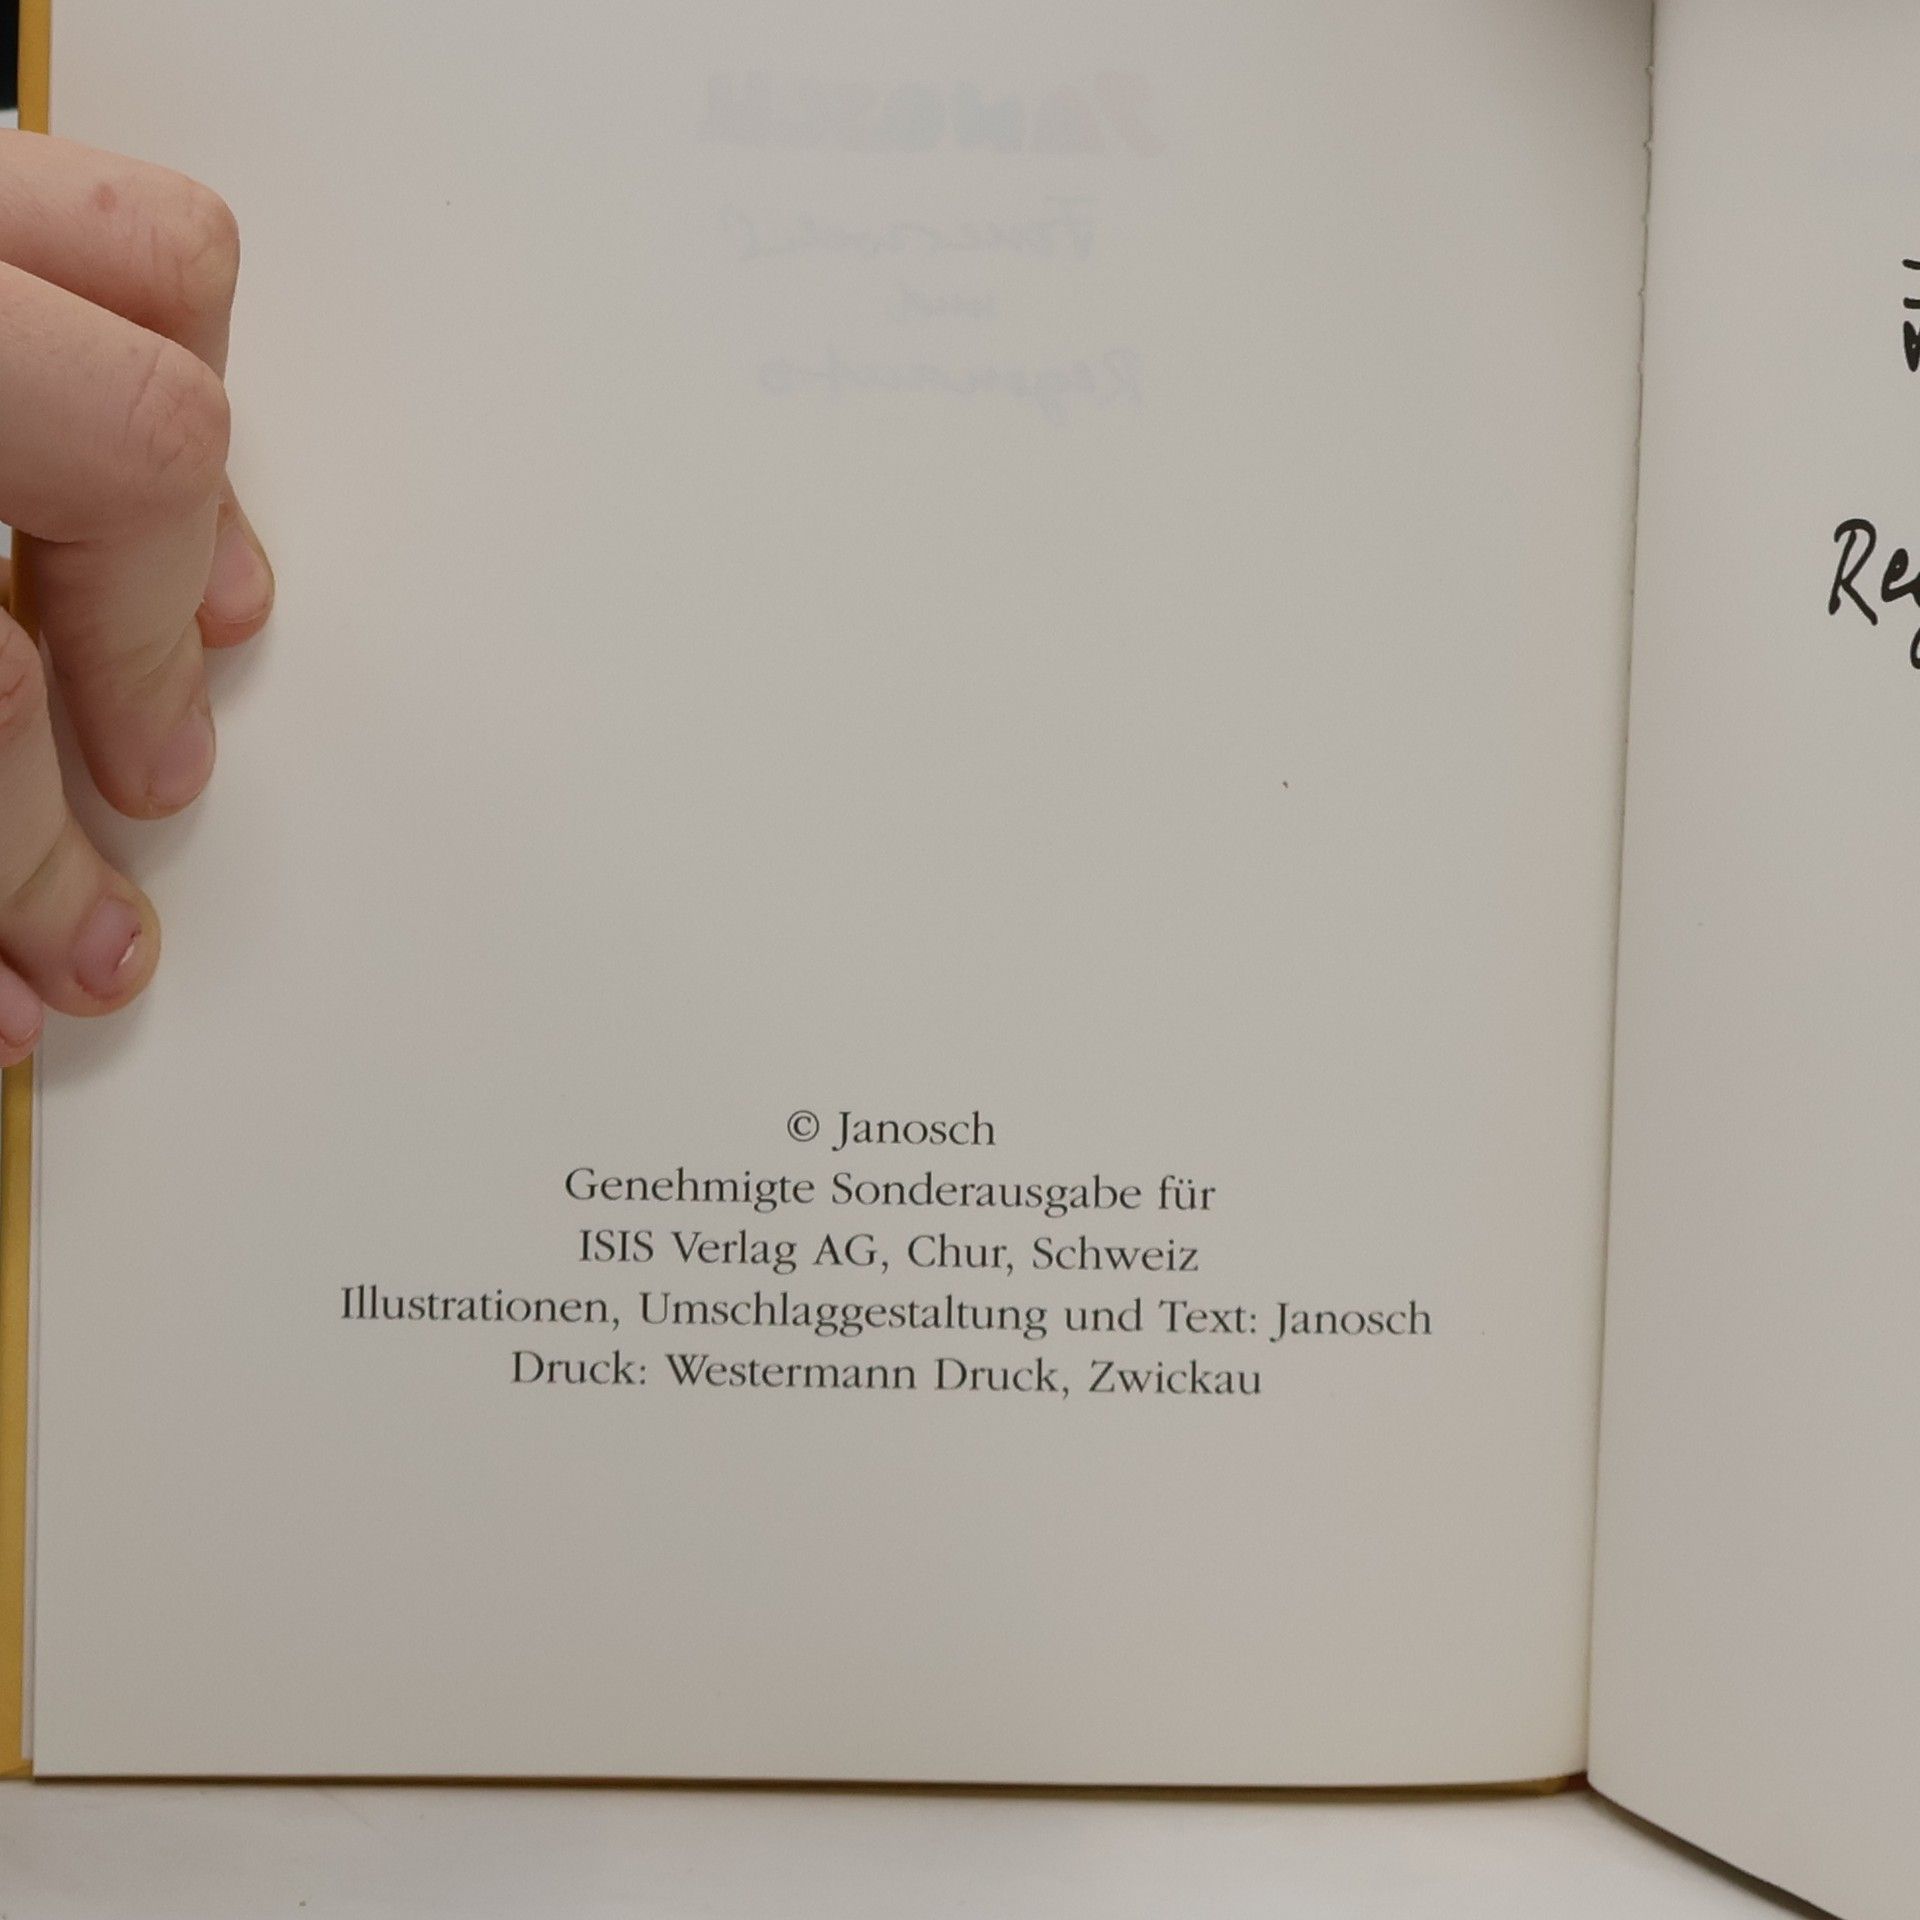 © Janosch
Genehmigte Sonderausgabe für
ISIS Verlag AG, Chur, Schweiz
Illustrationen, Umschlaggestaltung und Text: Janosch
Druck: Westermann Druck, Zwickau